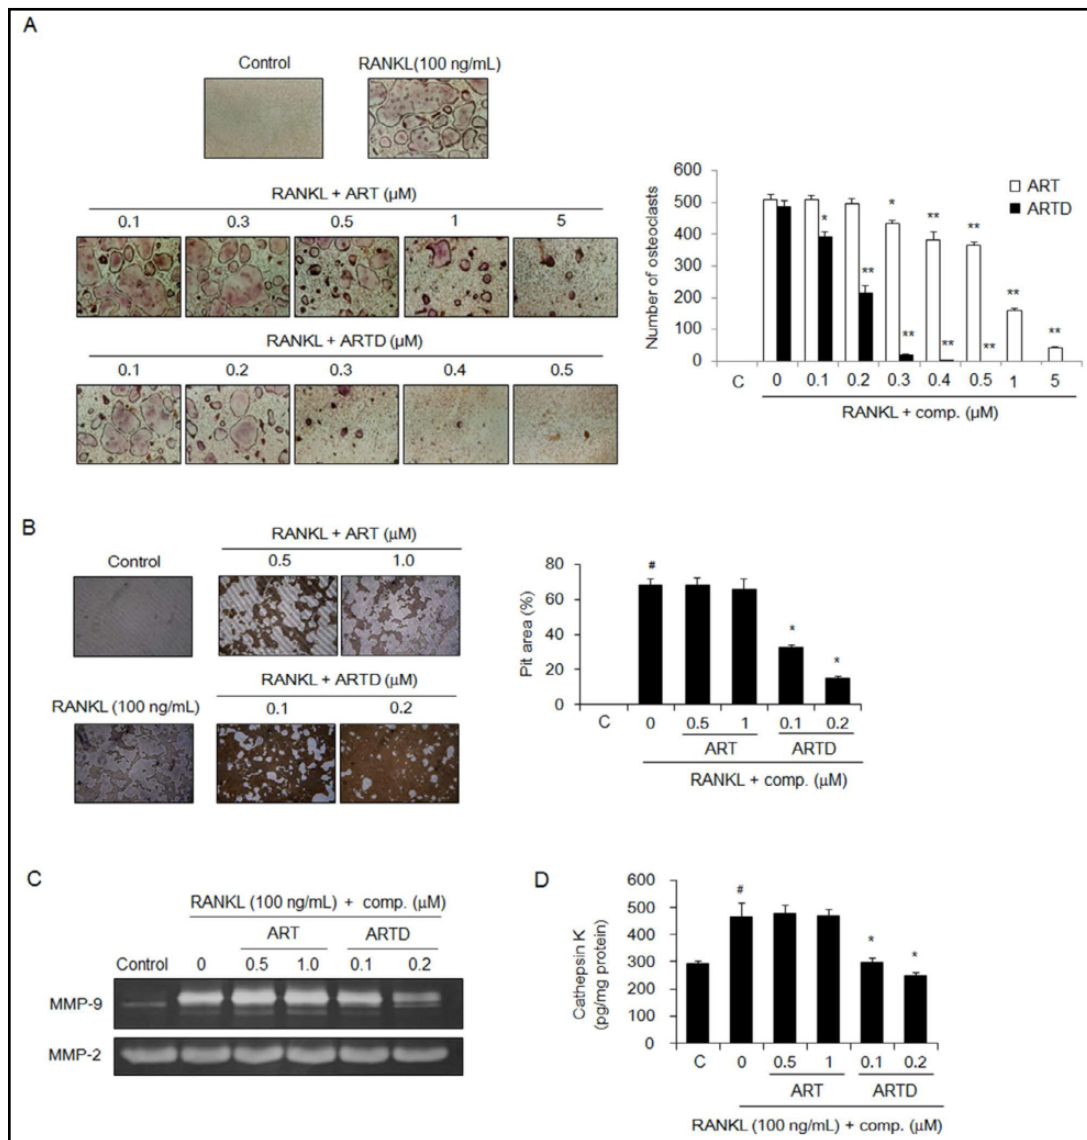 A
Control
RANKL(100 ng/mL)
RANKL + ART (μM)
0.1 0.3 0.5 1 5
RANKL + ARTD (μM)
0.1 0.2 0.3 0.4 0.5
600
500
400
300
200
100
0
Number of osteoclasts
ART
ARTD
* ** * ** ** ** ** ** ** **
C 0 0.1 0.2 0.3 0.4 0.5 1 5
RANKL + comp. (μM)
B
RANKL + ART (μM)
Control 0.5 1.0
RANKL + ARTD (μM)
RANKL (100 ng/mL) 0.1 0.2
80
60
40
20
0
Pit area (%)
# * *
C 0 0.5 1 0.1 0.2
ART ARTD
RANKL + comp. (μM)
C
RANKL (100 ng/mL) + comp. (μM)
ART ARTD
Control 0 0.5 1.0 0.1 0.2
MMP-9
MMP-2
D
600
500
400
300
200
100
0
Cathepsin K
(pg/mg protein)
# * *
C 0 0.5 1 0.1 0.2
ART ARTD
RANKL (100 ng/mL) + comp. (μM)